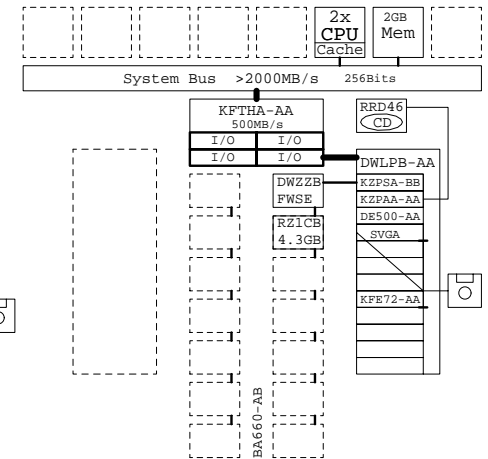 2x
CPU
Cache
2GB
Mem
System Bus >2000MB/s 256Bits
KFTHA-AA
500MB/s
I/O I/O
I/O I/O
RRD46
CD
DWLPB-AA
DWZZB
FWSE
KZPSA-BB
KZPAA-AA
DE500-AA
RZ1CB
4.3GB
SVGA
KFE72-AA
BA660-AB